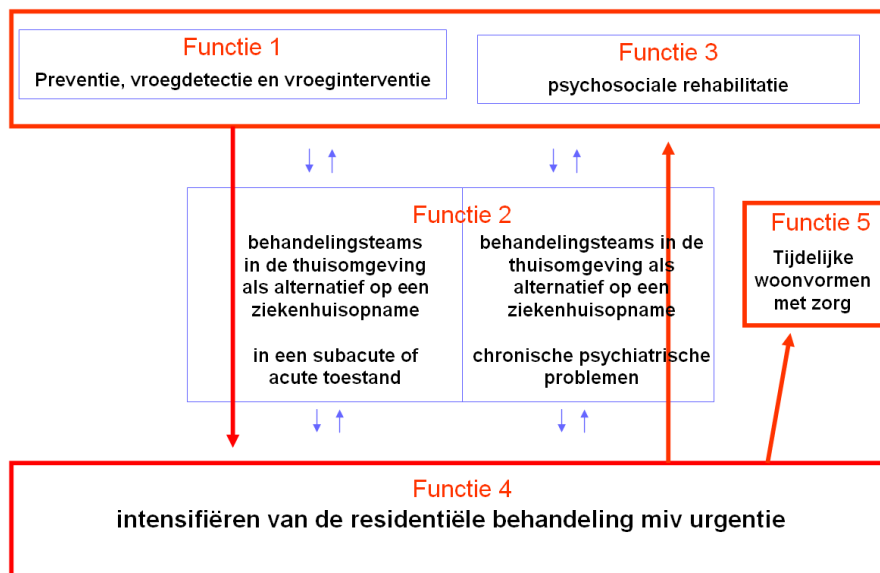 Functie 1
Preventie, vroegdetectie en vroeginterventie
Functie 3
psychosociale rehabilitatie
Functie 2
behandelingsteams
in de thuisomgeving
als alternatief op een
ziekenhuisopname
in een subacute of
acute toestand
behandelingsteams in de
thuisomgeving als
alternatief op een
ziekenhuisopname
chronische psychiatrische
problemen
Functie 5
Tijdelijke
woonvormen
met zorg
Functie 4
intensifiëren van de residentiële behandeling miv urgentie